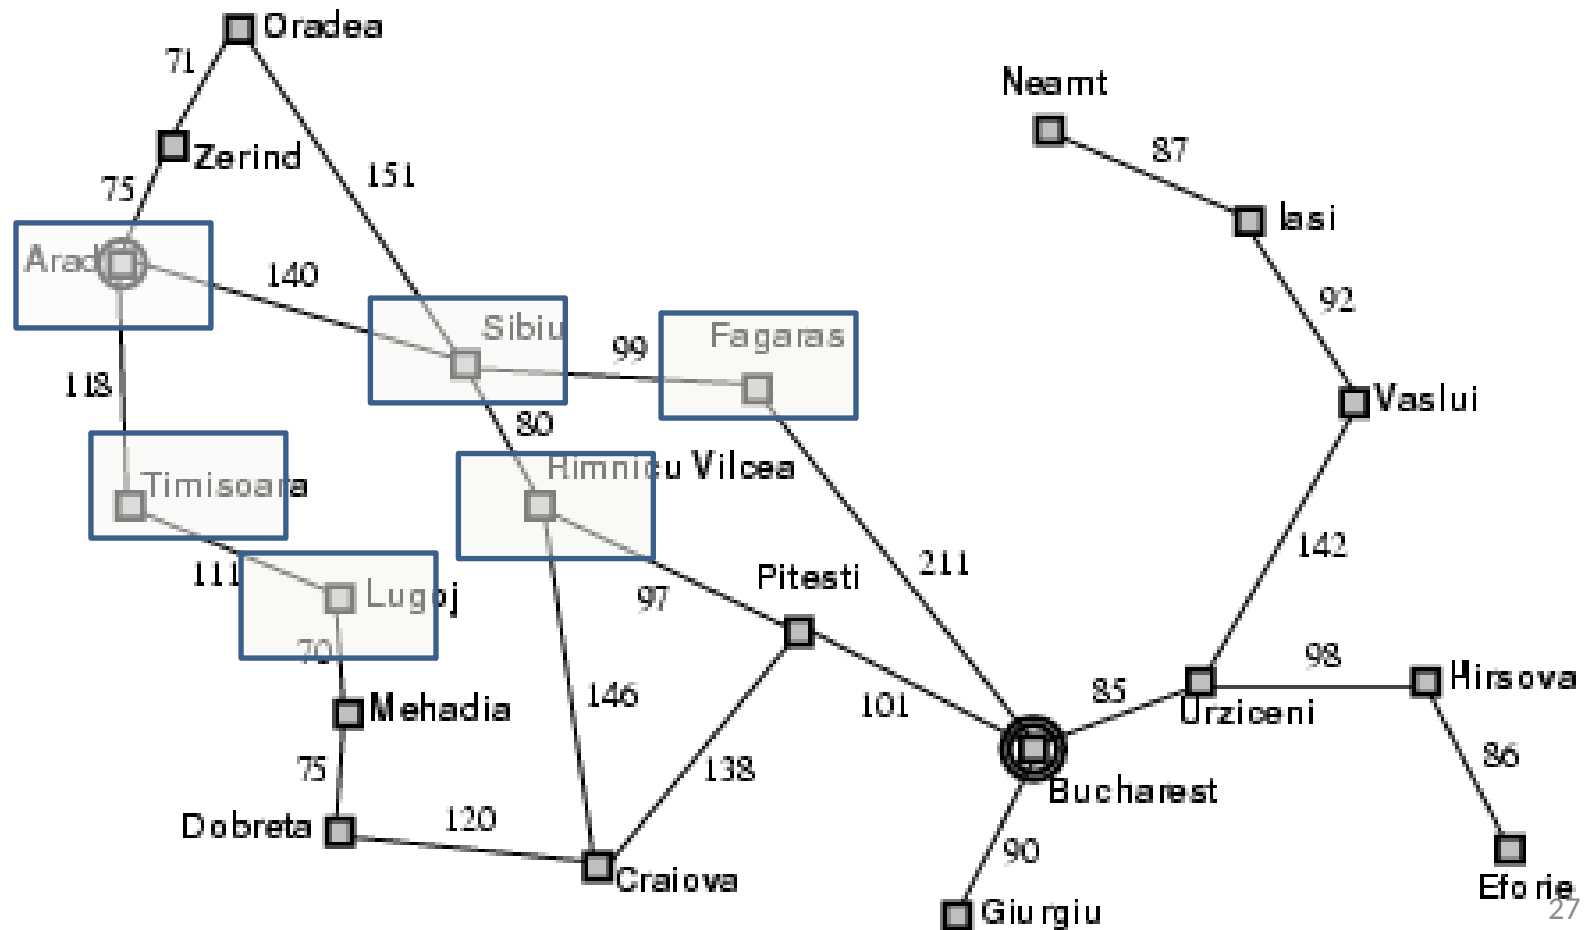 Oradea
71
Neamt
87
Zerind
75
151
Iasi
Arad
140
92
Sibiu
Fagaras
99
118
Vaslui
80
Rimnicu Vilcea
Timisoara
111
Lugoj
97
Pitesti
211
142
70
Mehadia
146
101
85
98
Hirsova
Urziceni
75
138
86
Bucharest
Dobreta
120
90
Craiova
Giurgiu
Eforie
27